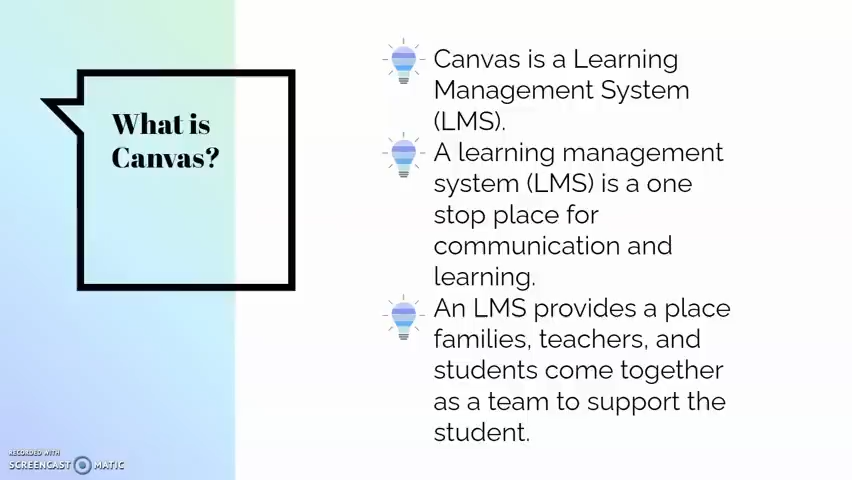 What is
Canvas?
Canvas is a Learning
Management System
(LMS).
A learning management
system (LMS) is a one
stop place for
communication and
learning.
An LMS provides a place
families, teachers, and
students come together
as a team to support the
student.
RECORDED WITH
SCREENCAST MATIC